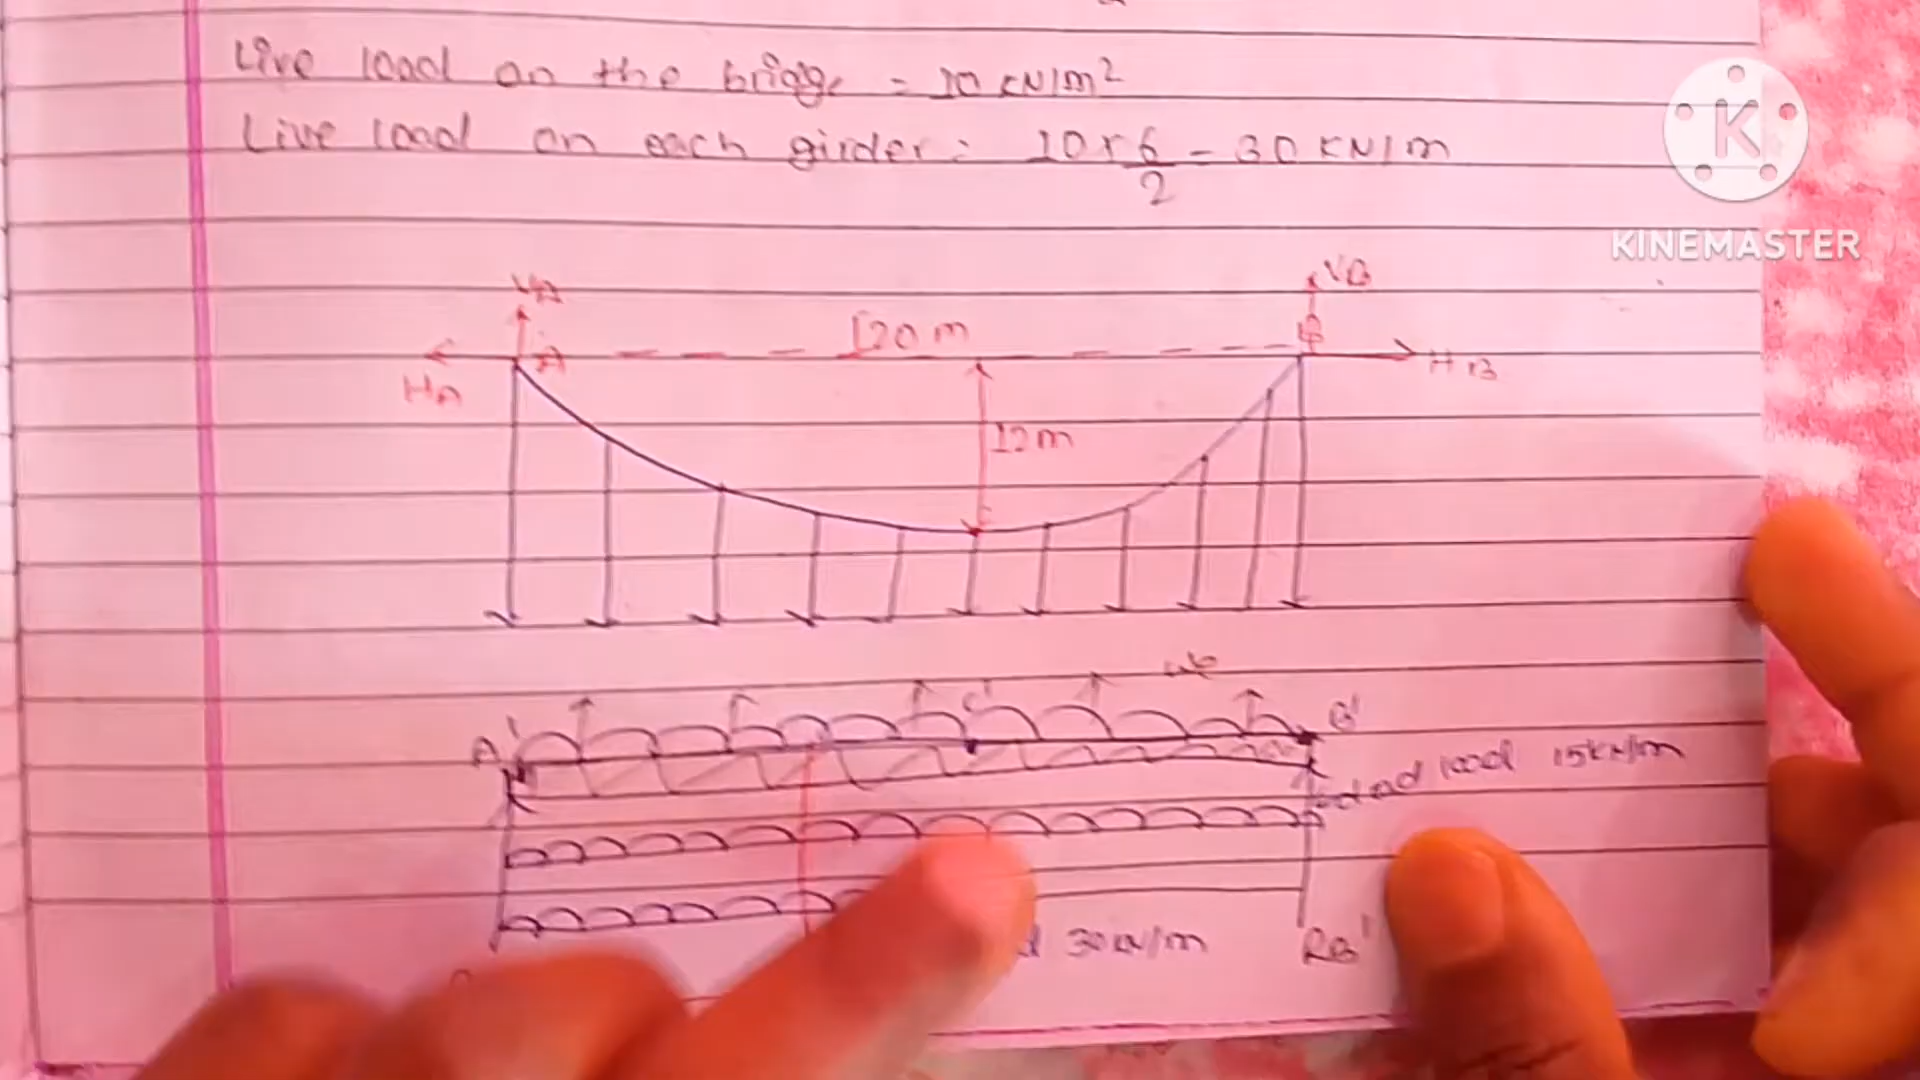 Live load on the bridge = 10 KN/m²
Live load on each girder = 10 x 6/2 = 30 KN/m
K
KINEMASTER
VA
VB
120 m
A
B
HA
HB
12m
C'
A'
B'
dead load 15kN/m
30kN/m
RB'